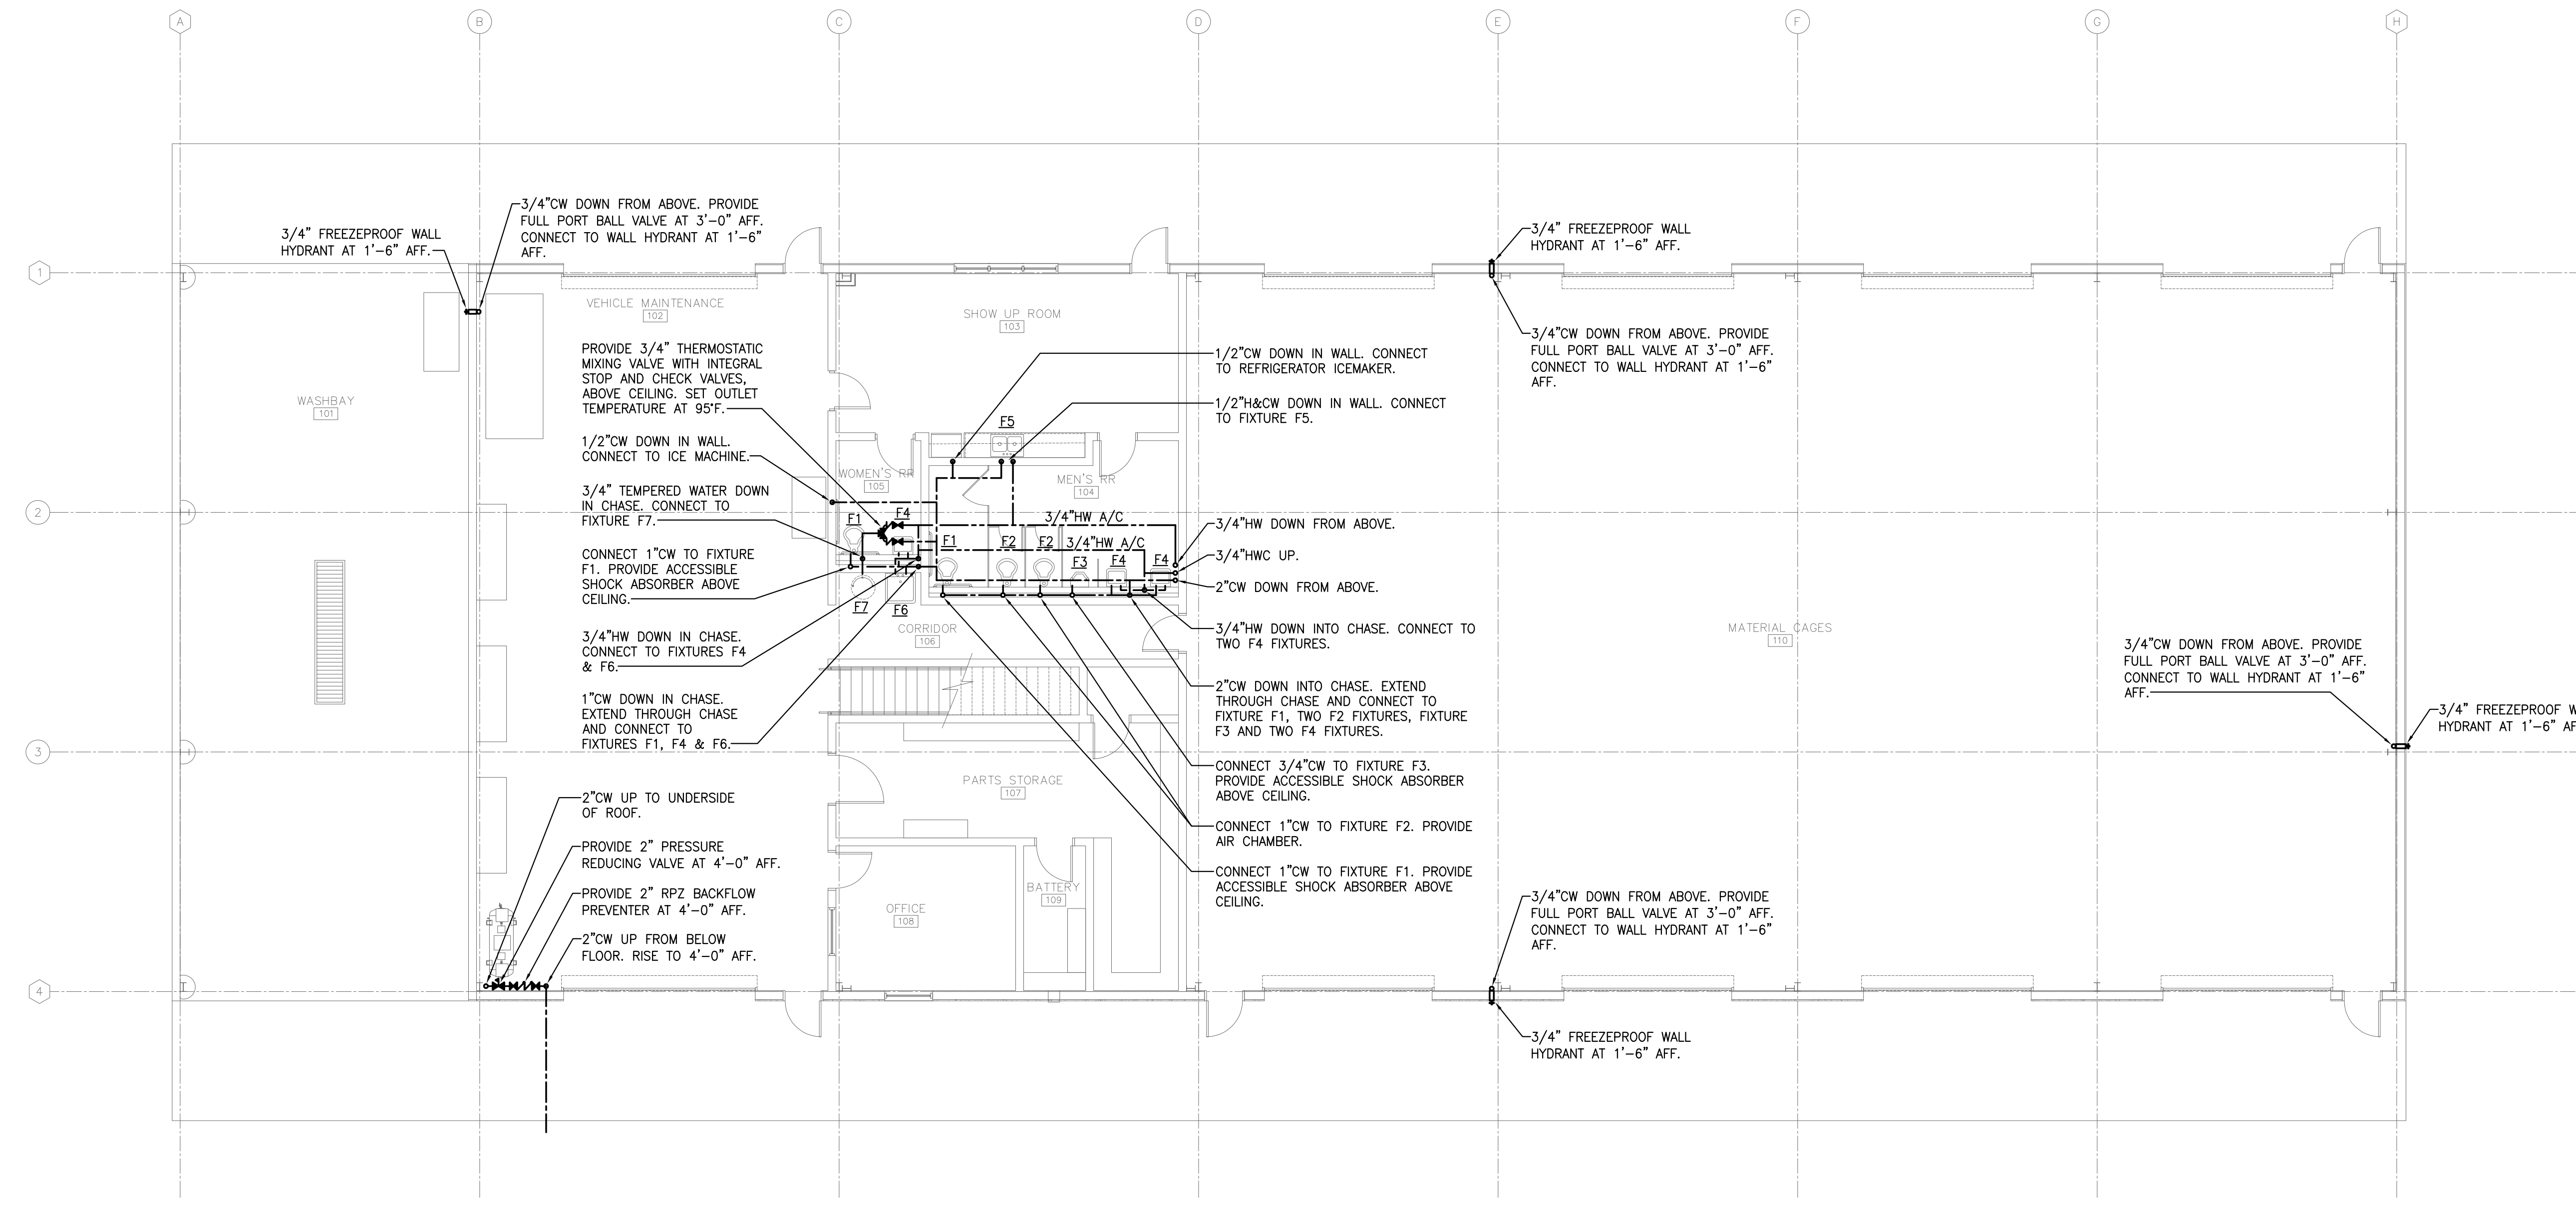 A
B
C
D
E
F
G
H
1
2
3
4
3/4" FREEZEPROOF WALL
HYDRANT AT 1'-6" AFF.
3/4"CW DOWN FROM ABOVE. PROVIDE
FULL PORT BALL VALVE AT 3'-0" AFF.
CONNECT TO WALL HYDRANT AT 1'-6"
AFF.
VEHICLE MAINTENANCE
102
WASHBAY
101
PROVIDE 3/4" THERMOSTATIC
MIXING VALVE WITH INTEGRAL
STOP AND CHECK VALVES,
ABOVE CEILING. SET OUTLET
TEMPERATURE AT 95°F.
1/2"CW DOWN IN WALL.
CONNECT TO ICE MACHINE.
3/4" TEMPERED WATER DOWN
IN CHASE. CONNECT TO
FIXTURE F7.
CONNECT 1"CW TO FIXTURE
F1. PROVIDE ACCESSIBLE
SHOCK ABSORBER ABOVE
CEILING.
3/4"HW DOWN IN CHASE.
CONNECT TO FIXTURES F4
& F6.
1"CW DOWN IN CHASE.
EXTEND THROUGH CHASE
AND CONNECT TO
FIXTURES F1, F4 & F6.
2"CW UP TO UNDERSIDE
OF ROOF.
PROVIDE 2" PRESSURE
REDUCING VALVE AT 4'-0" AFF.
PROVIDE 2" RPZ BACKFLOW
PREVENTER AT 4'-0" AFF.
2"CW UP FROM BELOW
FLOOR. RISE TO 4'-0" AFF.
SHOW UP ROOM
103
F5
WOMEN'S RR
105
MEN'S RR
104
F1
F4
3/4"HW A/C
F1
F2
F2
3/4"HW A/C
F3
F4
F4
F7
F6
CORRIDOR
106
PARTS STORAGE
107
OFFICE
108
BATTERY
109
1/2"CW DOWN IN WALL. CONNECT
TO REFRIGERATOR ICEMAKER.
1/2"H&CW DOWN IN WALL. CONNECT
TO FIXTURE F5.
3/4"HW DOWN FROM ABOVE.
3/4"HWC UP.
2"CW DOWN FROM ABOVE.
3/4"HW DOWN INTO CHASE. CONNECT TO
TWO F4 FIXTURES.
2"CW DOWN INTO CHASE. EXTEND
THROUGH CHASE AND CONNECT TO
FIXTURE F1, TWO F2 FIXTURES, FIXTURE
F3 AND TWO F4 FIXTURES.
CONNECT 3/4"CW TO FIXTURE F3.
PROVIDE ACCESSIBLE SHOCK ABSORBER
ABOVE CEILING.
CONNECT 1"CW TO FIXTURE F2. PROVIDE
AIR CHAMBER.
CONNECT 1"CW TO FIXTURE F1. PROVIDE
ACCESSIBLE SHOCK ABSORBER ABOVE
CEILING.
3/4" FREEZEPROOF WALL
HYDRANT AT 1'-6" AFF.
3/4"CW DOWN FROM ABOVE. PROVIDE
FULL PORT BALL VALVE AT 3'-0" AFF.
CONNECT TO WALL HYDRANT AT 1'-6"
AFF.
MATERIAL CAGES
110
3/4"CW DOWN FROM ABOVE. PROVIDE
FULL PORT BALL VALVE AT 3'-0" AFF.
CONNECT TO WALL HYDRANT AT 1'-6"
AFF.
3/4" FREEZEPROOF
HYDRANT AT 1'-6"
3/4"CW DOWN FROM ABOVE. PROVIDE
FULL PORT BALL VALVE AT 3'-0" AFF.
CONNECT TO WALL HYDRANT AT 1'-6"
AFF.
3/4" FREEZEPROOF WALL
HYDRANT AT 1'-6" AFF.